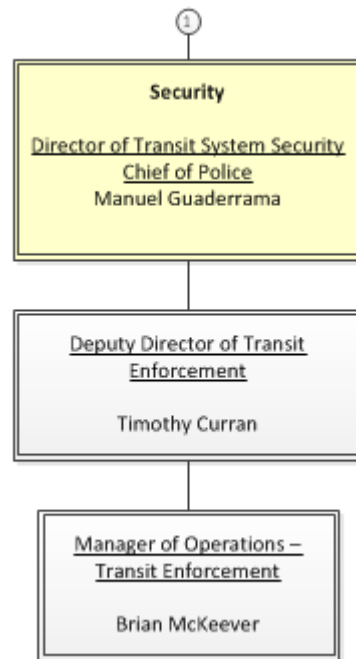 1
Security
Director of Transit System Security
Chief of Police
Manuel Guaderrama
Deputy Director of Transit
Enforcement
Timothy Curran
Manager of Operations –
Transit Enforcement
Brian McKeever